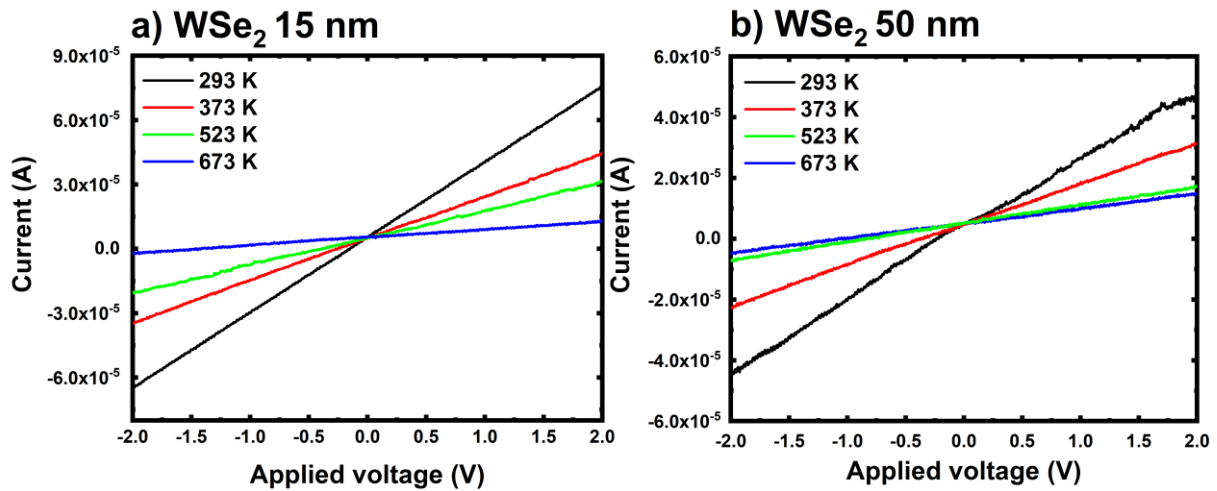 a) WSe₂ 15 nm
9.0x10⁻⁵
6.0x10⁻⁵
3.0x10⁻⁵
0.0
-3.0x10⁻⁵
-6.0x10⁻⁵
Current (A)
293 K
373 K
523 K
673 K
-2.0 -1.5 -1.0 -0.5 0.0 0.5 1.0 1.5 2.0
Applied voltage (V)
b) WSe₂ 50 nm
6.0x10⁻⁵
4.0x10⁻⁵
2.0x10⁻⁵
0.0
-2.0x10⁻⁵
-4.0x10⁻⁵
-6.0x10⁻⁵
Current (A)
293 K
373 K
523 K
673 K
-2.0 -1.5 -1.0 -0.5 0.0 0.5 1.0 1.5 2.0
Applied voltage (V)